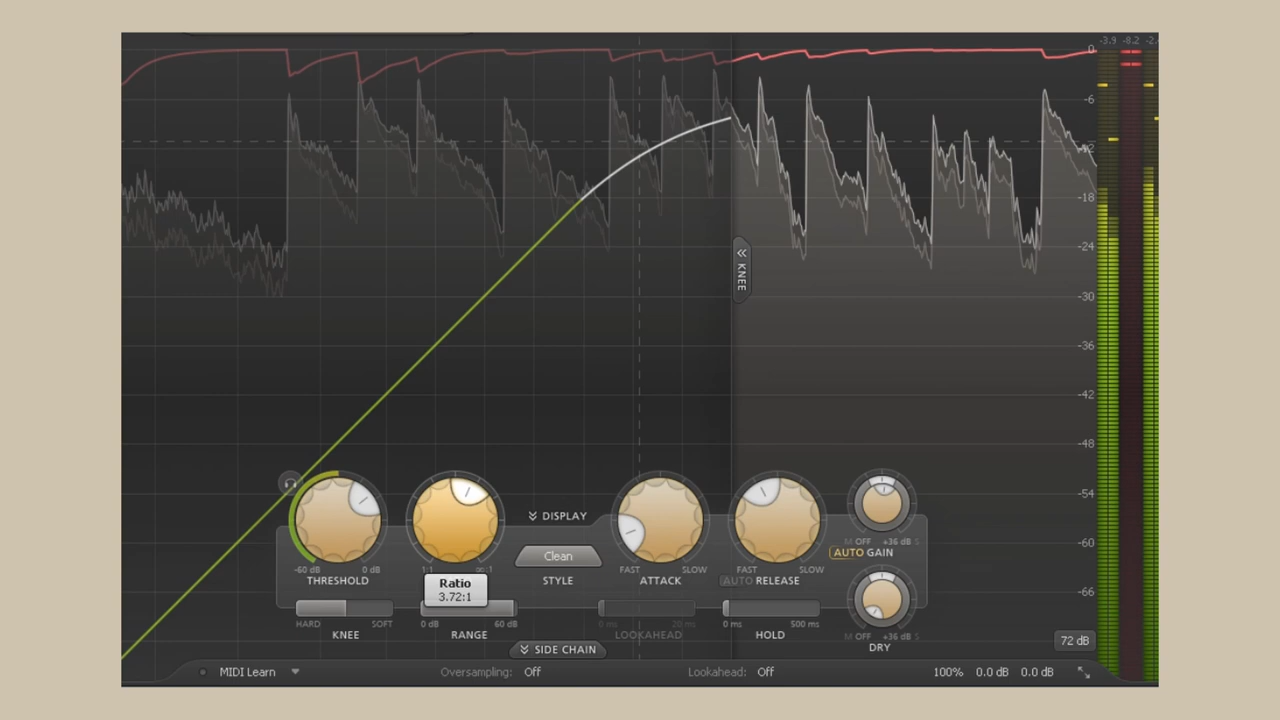 -3.9 -8.2
0
-6
-12
-18
-24
KNEE
-30
-36
-42
-48
-54
-60
-66
DISPLAY
Clean
STYLE
-60 dB 0 dB
THRESHOLD
1:1 ∞:1
Ratio
3.72:1
FAST SLOW
ATTACK
FAST SLOW
AUTO RELEASE
M OFF +36 dB S
AUTO GAIN
HARD SOFT
KNEE
0 dB 60 dB
RANGE
0 ms 20 ms
LOOKAHEAD
0 ms 500 ms
HOLD
M OFF +36 dB S
DRY
72 dB
SIDE CHAIN
MIDI Learn Oversampling: Off Lookahead: Off 100% 0.0 dB 0.0 dB